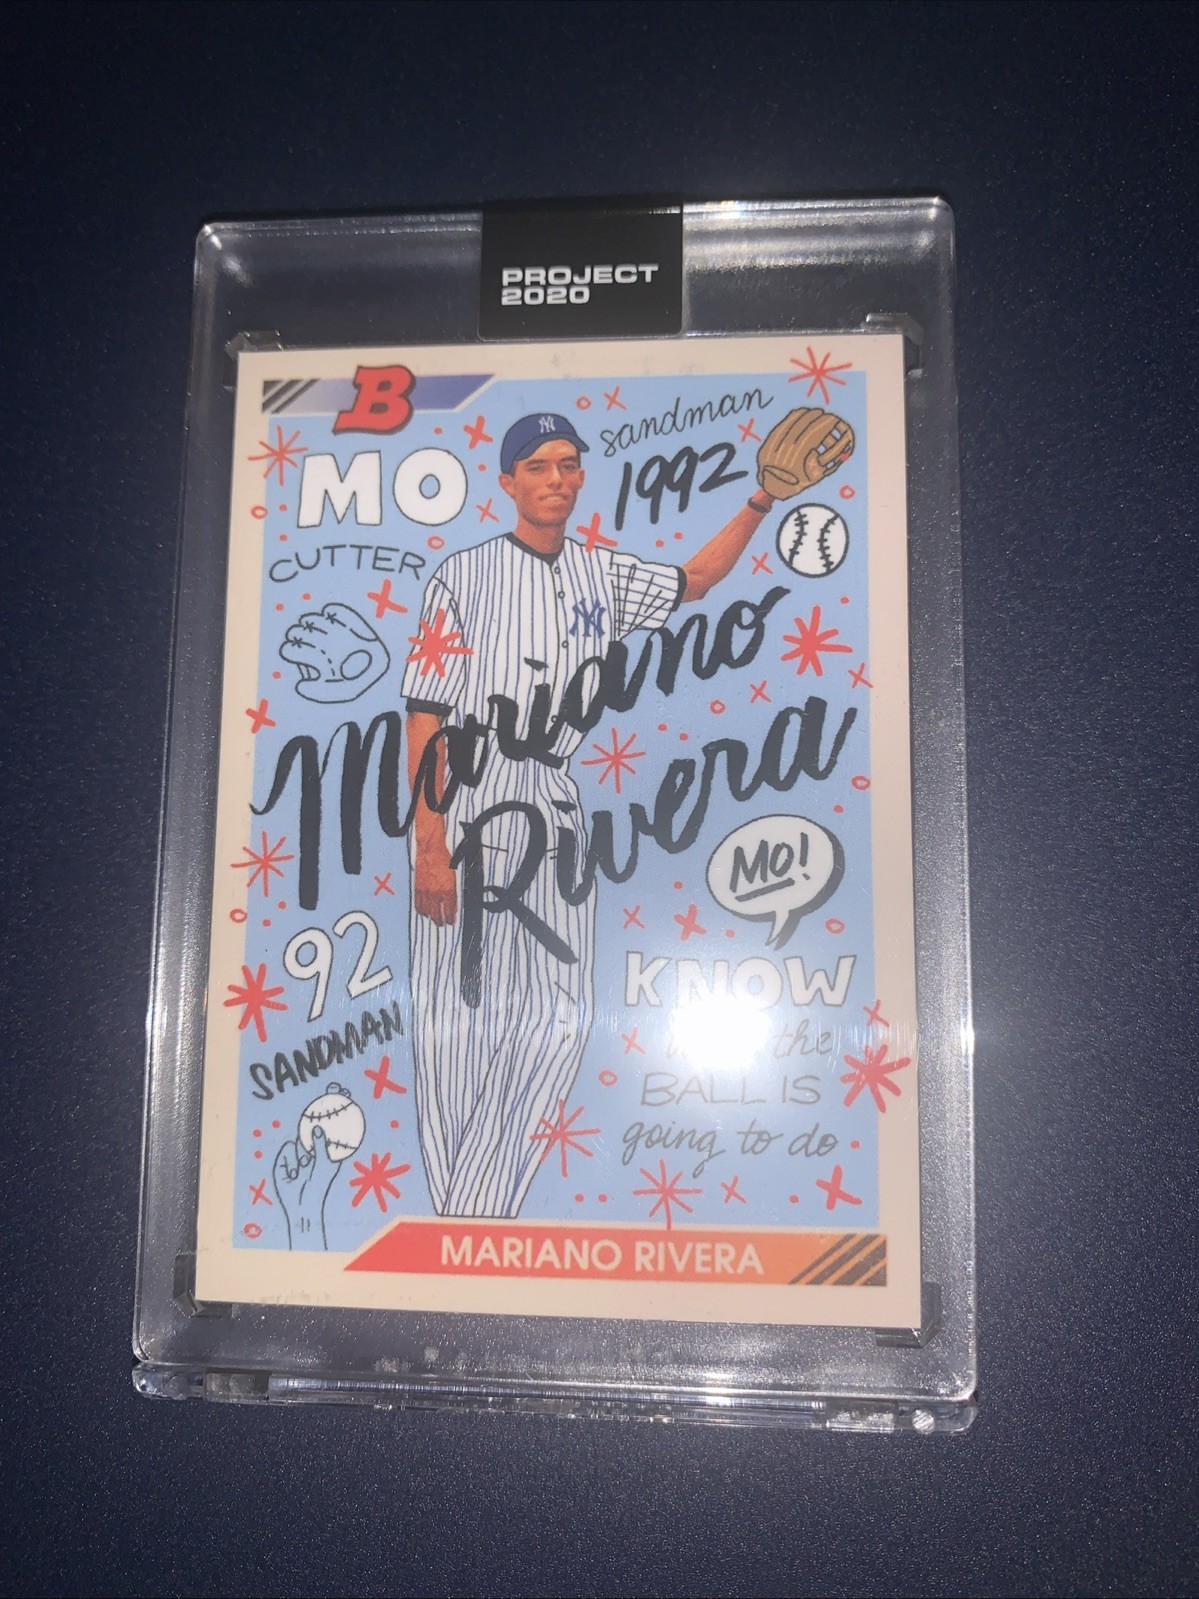 PROJECT
2020
B
MO
sandman
1992
CUTTER
NY
NY
Mariano
Rivera
Mo!
92
SANDMAN
KNOW
the
BALL IS
going to do
MARIANO RIVERA